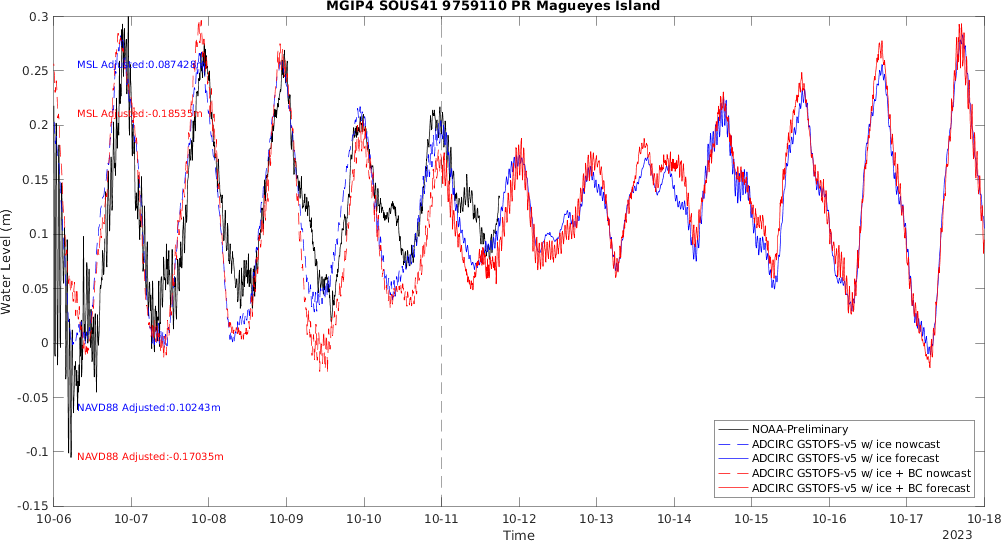 MGIP4 SOUS41 9759110 PR Magueyes Island
0.3
0.25
0.2
0.15
0.1
0.05
0
-0.05
-0.1
-0.15
Water Level (m)
MSL Adjusted:0.087428
MSL Adjusted:-0.18535m
NAVD88 Adjusted:0.10243m
NAVD88 Adjusted:-0.17035m
NOAA-Preliminary
ADCIRC GSTOFS-v5 w/ ice nowcast
ADCIRC GSTOFS-v5 w/ ice forecast
ADCIRC GSTOFS-v5 w/ ice + BC nowcast
ADCIRC GSTOFS-v5 w/ ice + BC forecast
10-06 10-07 10-08 10-09 10-10 10-11 10-12 10-13 10-14 10-15 10-16 10-17 10-18
Time
2023